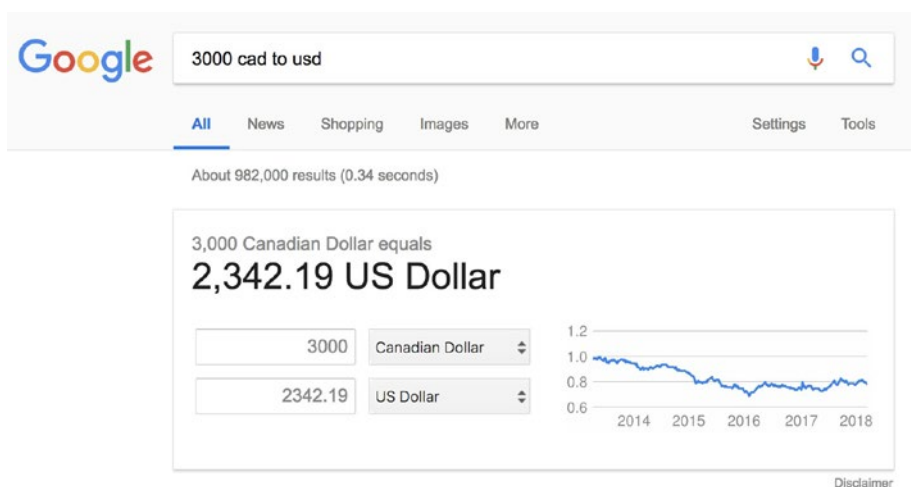 Google
3000 cad to usd
All News Shopping Images More Settings Tools
About 982,000 results (0.34 seconds)
3,000 Canadian Dollar equals
2,342.19 US Dollar
3000 Canadian Dollar
2342.19 US Dollar
1.2
1.0
0.8
0.6
2014 2015 2016 2017 2018
Disclaimer